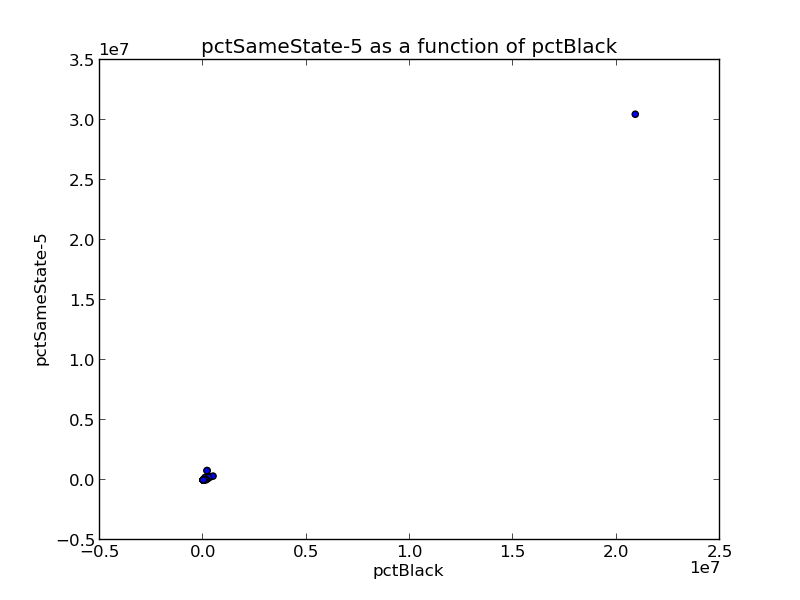 pctSameState-5 as a function of pctBlack
1e7
3.5
3.0
2.5
2.0
1.5
1.0
0.5
0.0
−0.5
pctSameState-5
−0.5 0.0 0.5 1.0 1.5 2.0 2.5
1e7
pctBlack